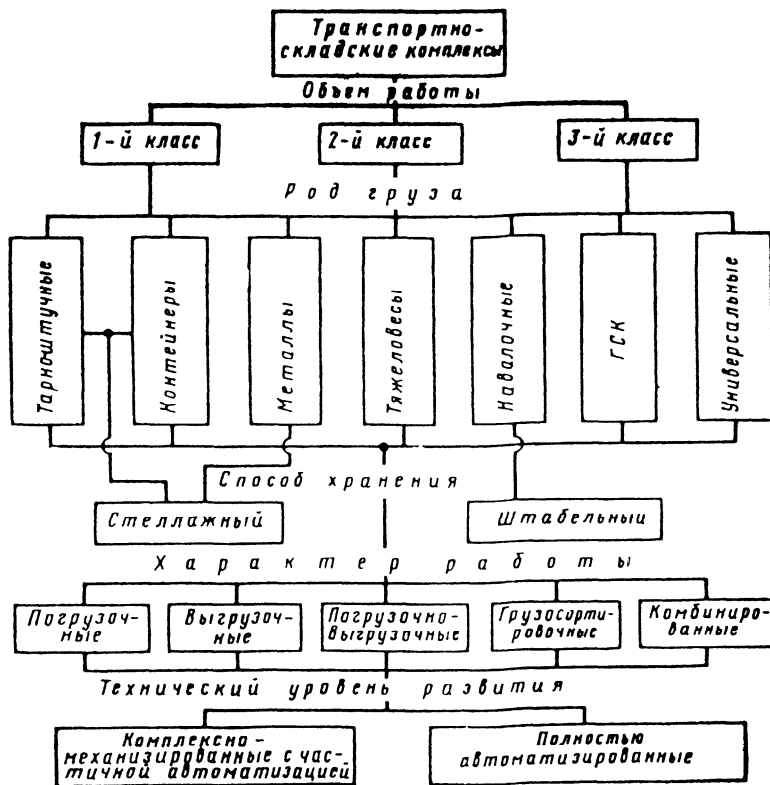 Транспортно-
складские комплексы
Объем работы
1-й класс
2-й класс
3-й класс
Род груза
Тарноштучные
Контейнеры
Металлы
Тяжеловесы
Навалочные
ГСК
Универсальные
Способ хранения
Стеллажный
Штабельный
Характер работы
Погрузоч-
ные
Выгрузоч-
ные
Погрузочно-
выгрузочные
Грузосорти-
ровочные
Комбиниро-
ванные
Технический уровень развития
Комплексно-
механизированные с час-
тичной автоматизацией
Полностью
автоматизированные